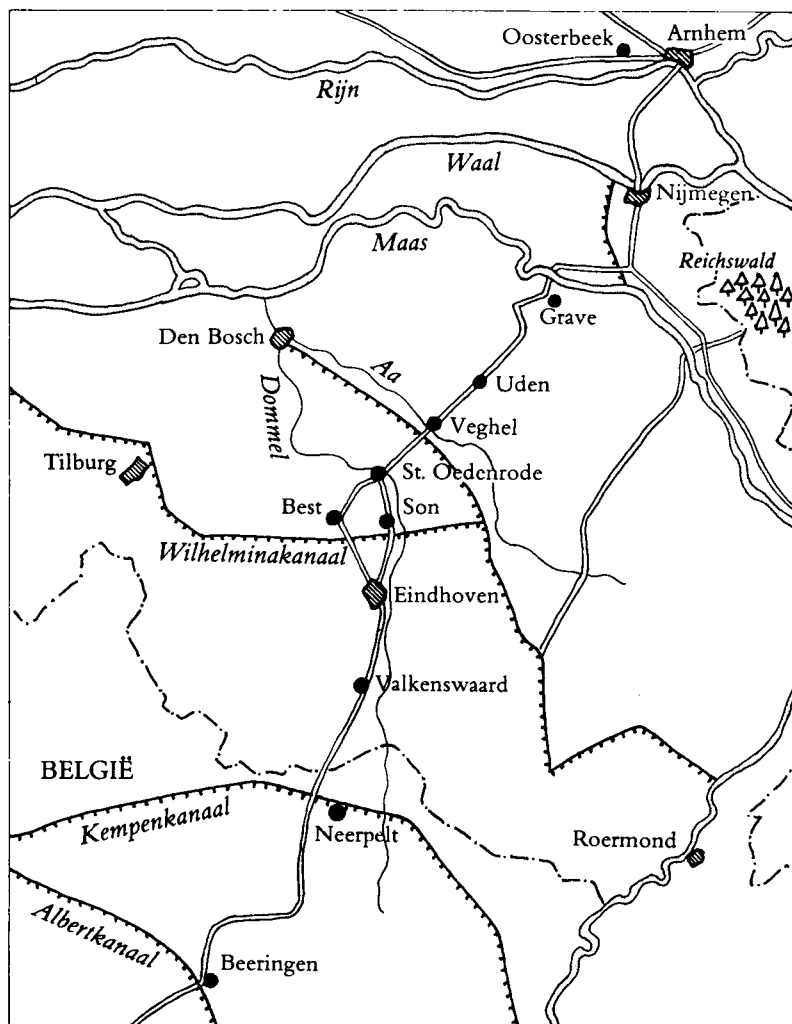 Oosterbeek
Arnhem
Rijn
Waal
Nijmegen
Maas
Reichswald
Grave
Den Bosch
Aa
Uden
Dommel
Veghel
Tilburg
St. Oedenrode
Best
Son
Wilhelminakanaal
Eindhoven
Valkenswaard
BELGIË
Kempenkanaal
Neerpelt
Roermond
Albertkanaal
Beeringen